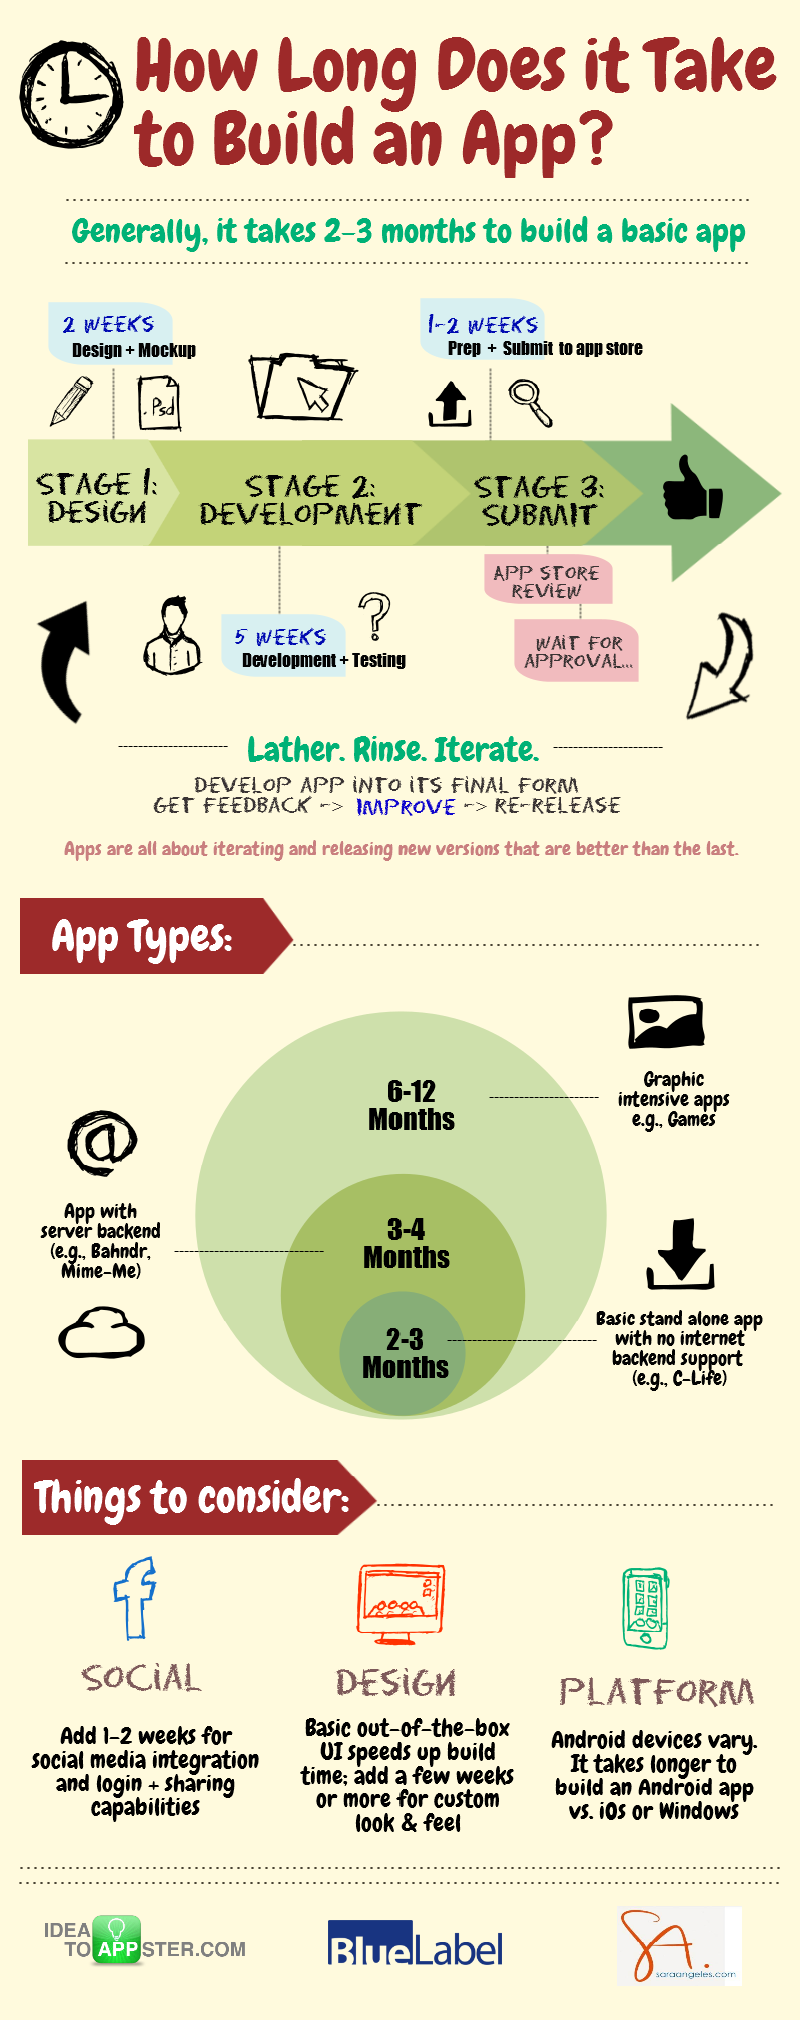 How Long Does it Take
to Build an App?
Generally, it takes 2-3 months to build a basic app
2 WEEKS
Design + Mockup
1-2 WEEKS
Prep + Submit to app store
.Psd
STAGE 1:
DESIGN
STAGE 2:
DEVELOPMENT
STAGE 3:
SUBMIT
APP STORE
REVIEW
5 WEEKS
Development + Testing
WAIT FOR
APPROVAL...
Lather. Rinse. Iterate.
DEVELOP APP INTO ITS FINAL FORM
GET FEEDBACK -> IMPROVE -> RE-RELEASE
Apps are all about iterating and releasing new versions that are better than the last.
App Types:
6-12
Months
Graphic
intensive apps
e.g., Games
App with
server backend
(e.g., Bahndr,
Mime-Me)
3-4
Months
2-3
Months
Basic stand alone app
with no internet
backend support
(e.g., C-Life)
Things to consider:
SOCIAL
Add 1-2 weeks for
social media integration
and login + sharing
capabilities
DESIGN
Basic out-of-the-box
UI speeds up build
time; add a few weeks
or more for custom
look & feel
PLATFORM
Android devices vary.
It takes longer to
build an Android app
vs. iOs or Windows
IDEA
TO APPSTER.COM
BlueLabel
SA.
saraangeles.com